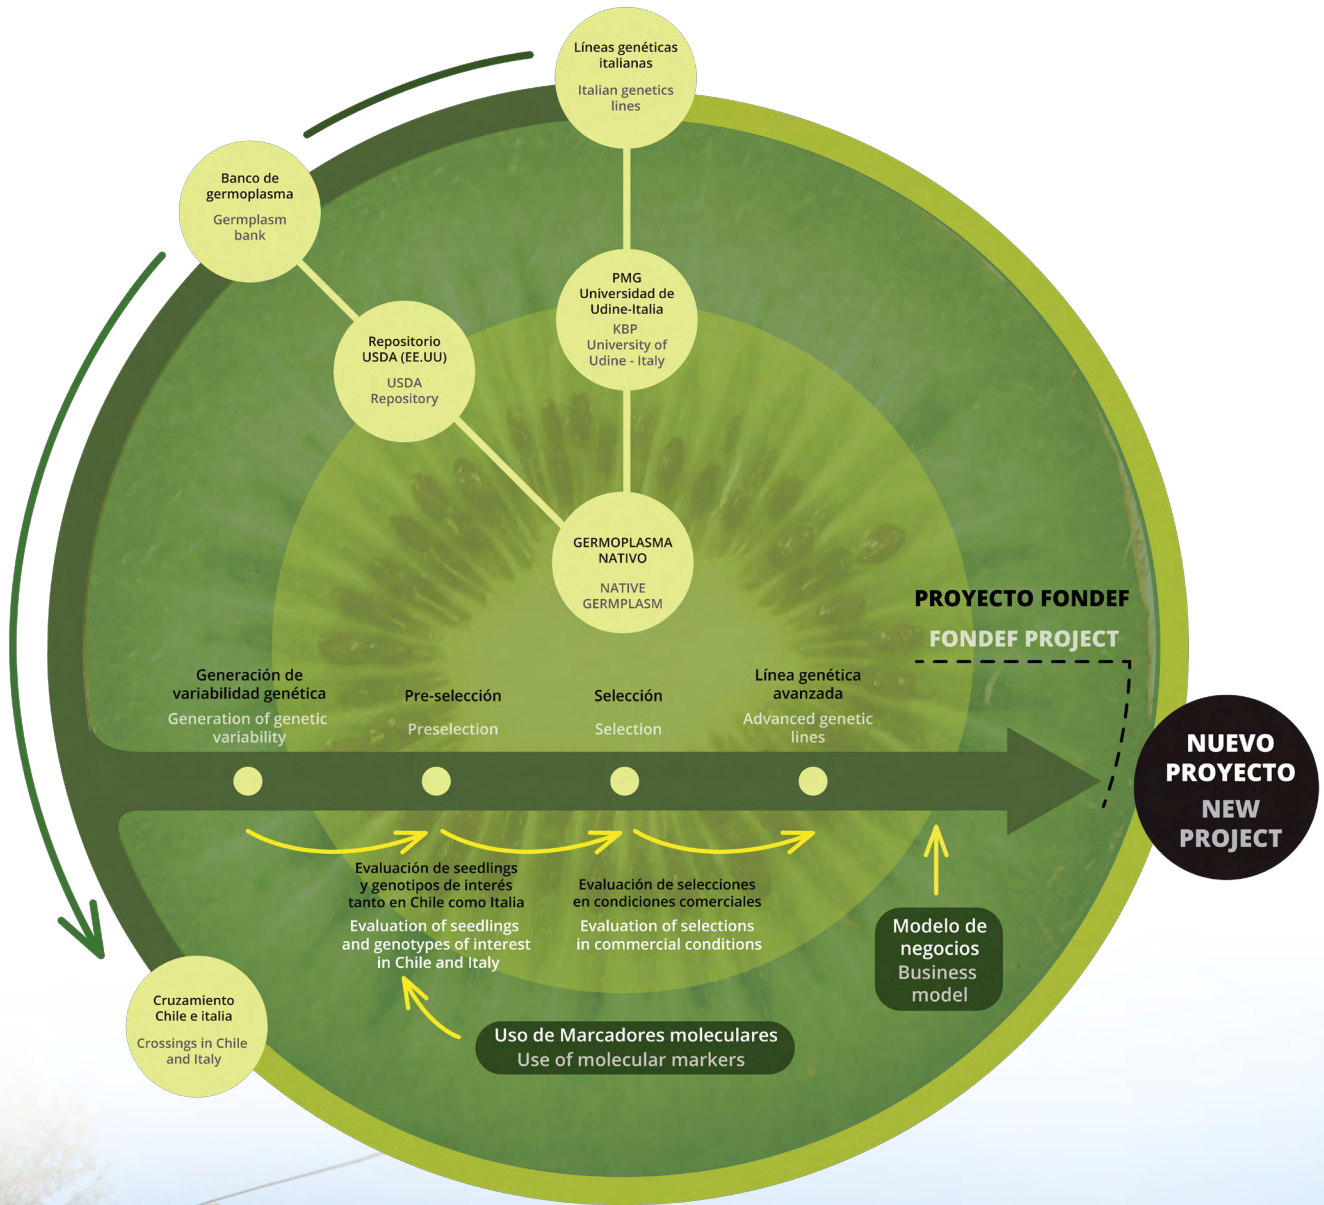 Líneas genéticas
italianas
Italian genetics
lines
Banco de
germoplasma
Germplasm
bank
PMG
Universidad de
Udine-Italia
KBP
University of
Udine - Italy
Repositorio
USDA (EE.UU)
USDA
Repository
GERMOPLASMA
NATIVO
NATIVE
GERMPLASM
PROYECTO FONDEF
FONDEF PROJECT
Generación de
variabilidad genética
Generation of genetic
variability
Pre-selección
Preselection
Selección
Selection
Línea genética
avanzada
Advanced genetic
lines
NUEVO
PROYECTO
NEW
PROJECT
Evaluación de seedlings
y genotipos de interés
tanto en Chile como Italia
Evaluation of seedlings
and genotypes of interest
in Chile and Italy
Evaluación de selecciones
en condiciones comerciales
Evaluation of selections
in commercial conditions
Modelo de
negocios
Business
model
Cruzamiento
Chile e italia
Crossings in Chile
and Italy
Uso de Marcadores moleculares
Use of molecular markers